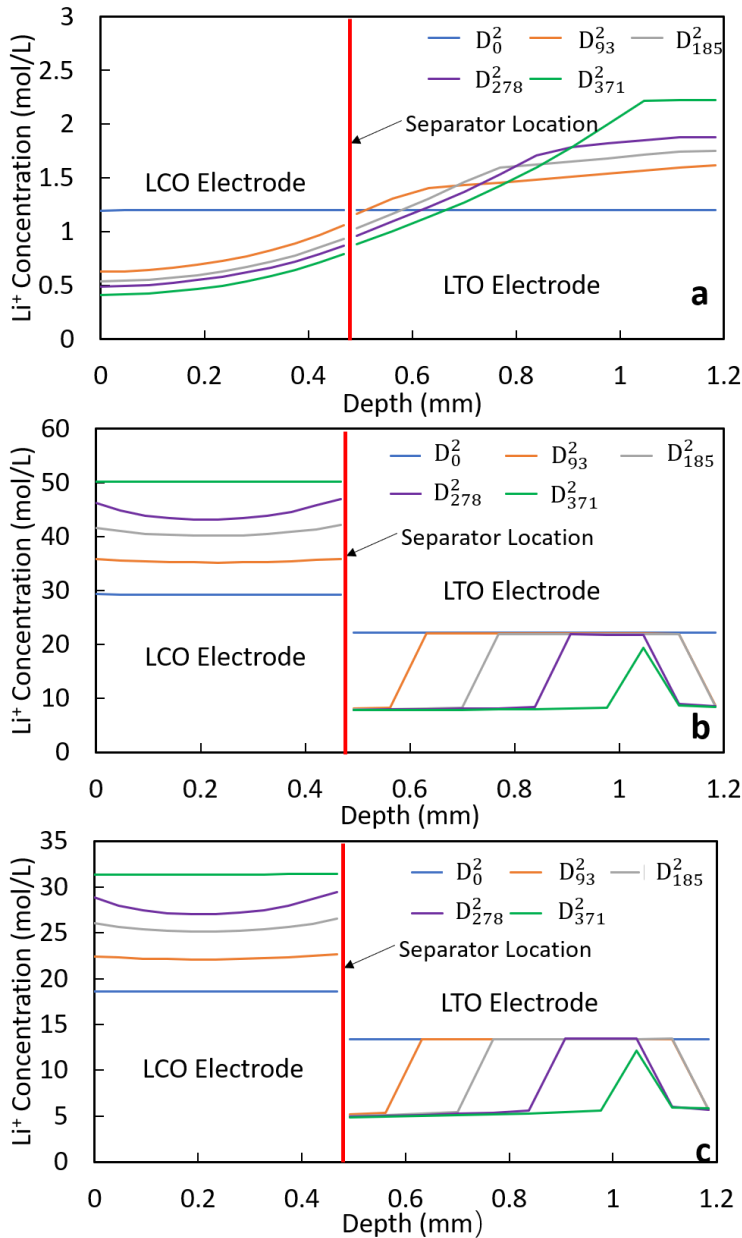 3
2.5
2
1.5
1
0.5
0
Li⁺ Concentration (mol/L)
D₀² D₉₃² D₁₈₅²
D₂₇₈² D₃₇₁²
Separator Location
LCO Electrode
LTO Electrode
a
0 0.2 0.4 0.6 0.8 1 1.2
Depth (mm)
60
50
40
30
20
10
0
Li⁺ Concentration (mol/L)
D₀² D₉₃² D₁₈₅²
D₂₇₈² D₃₇₁²
Separator Location
LTO Electrode
LCO Electrode
b
0 0.2 0.4 0.6 0.8 1 1.2
Depth (mm)
35
30
25
20
15
10
5
0
Li⁺ Concentration (mol/L)
D₀² D₉₃² D₁₈₅²
D₂₇₈² D₃₇₁²
Separator Location
LTO Electrode
LCO Electrode
c
0 0.2 0.4 0.6 0.8 1 1.2
Depth (mm）